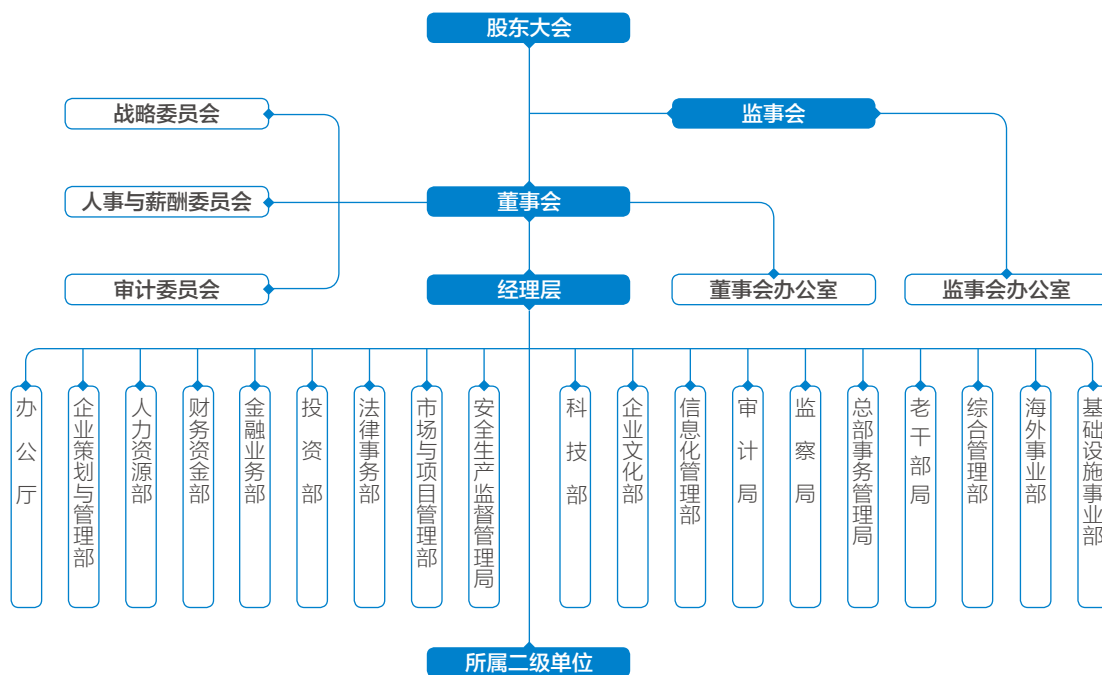 股东大会
战略委员会
监事会
人事与薪酬委员会
董事会
审计委员会
经理层
董事会办公室
监事会办公室
办公厅
企业策划与管理部
人力资源部
财务资金部
金融业务部
投资部
法律事务部
市场与项目管理部
安全生产监督管理局
科技部
企业文化部
信息化管理部
审计局
监察局
总部事务管理局
老干部局
综合管理部
海外事业部
基础设施事业部
所属二级单位